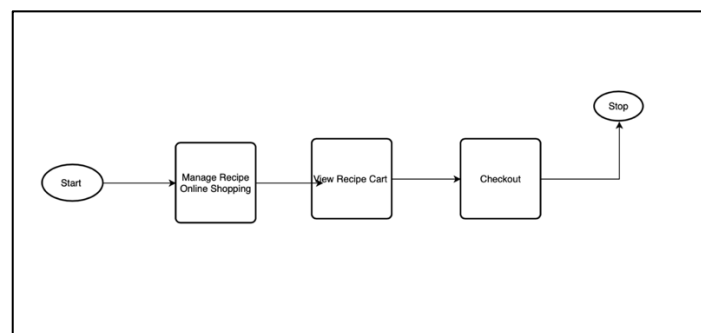 Start
Manage Recipe
Online Shopping
View Recipe Cart
Checkout
Stop